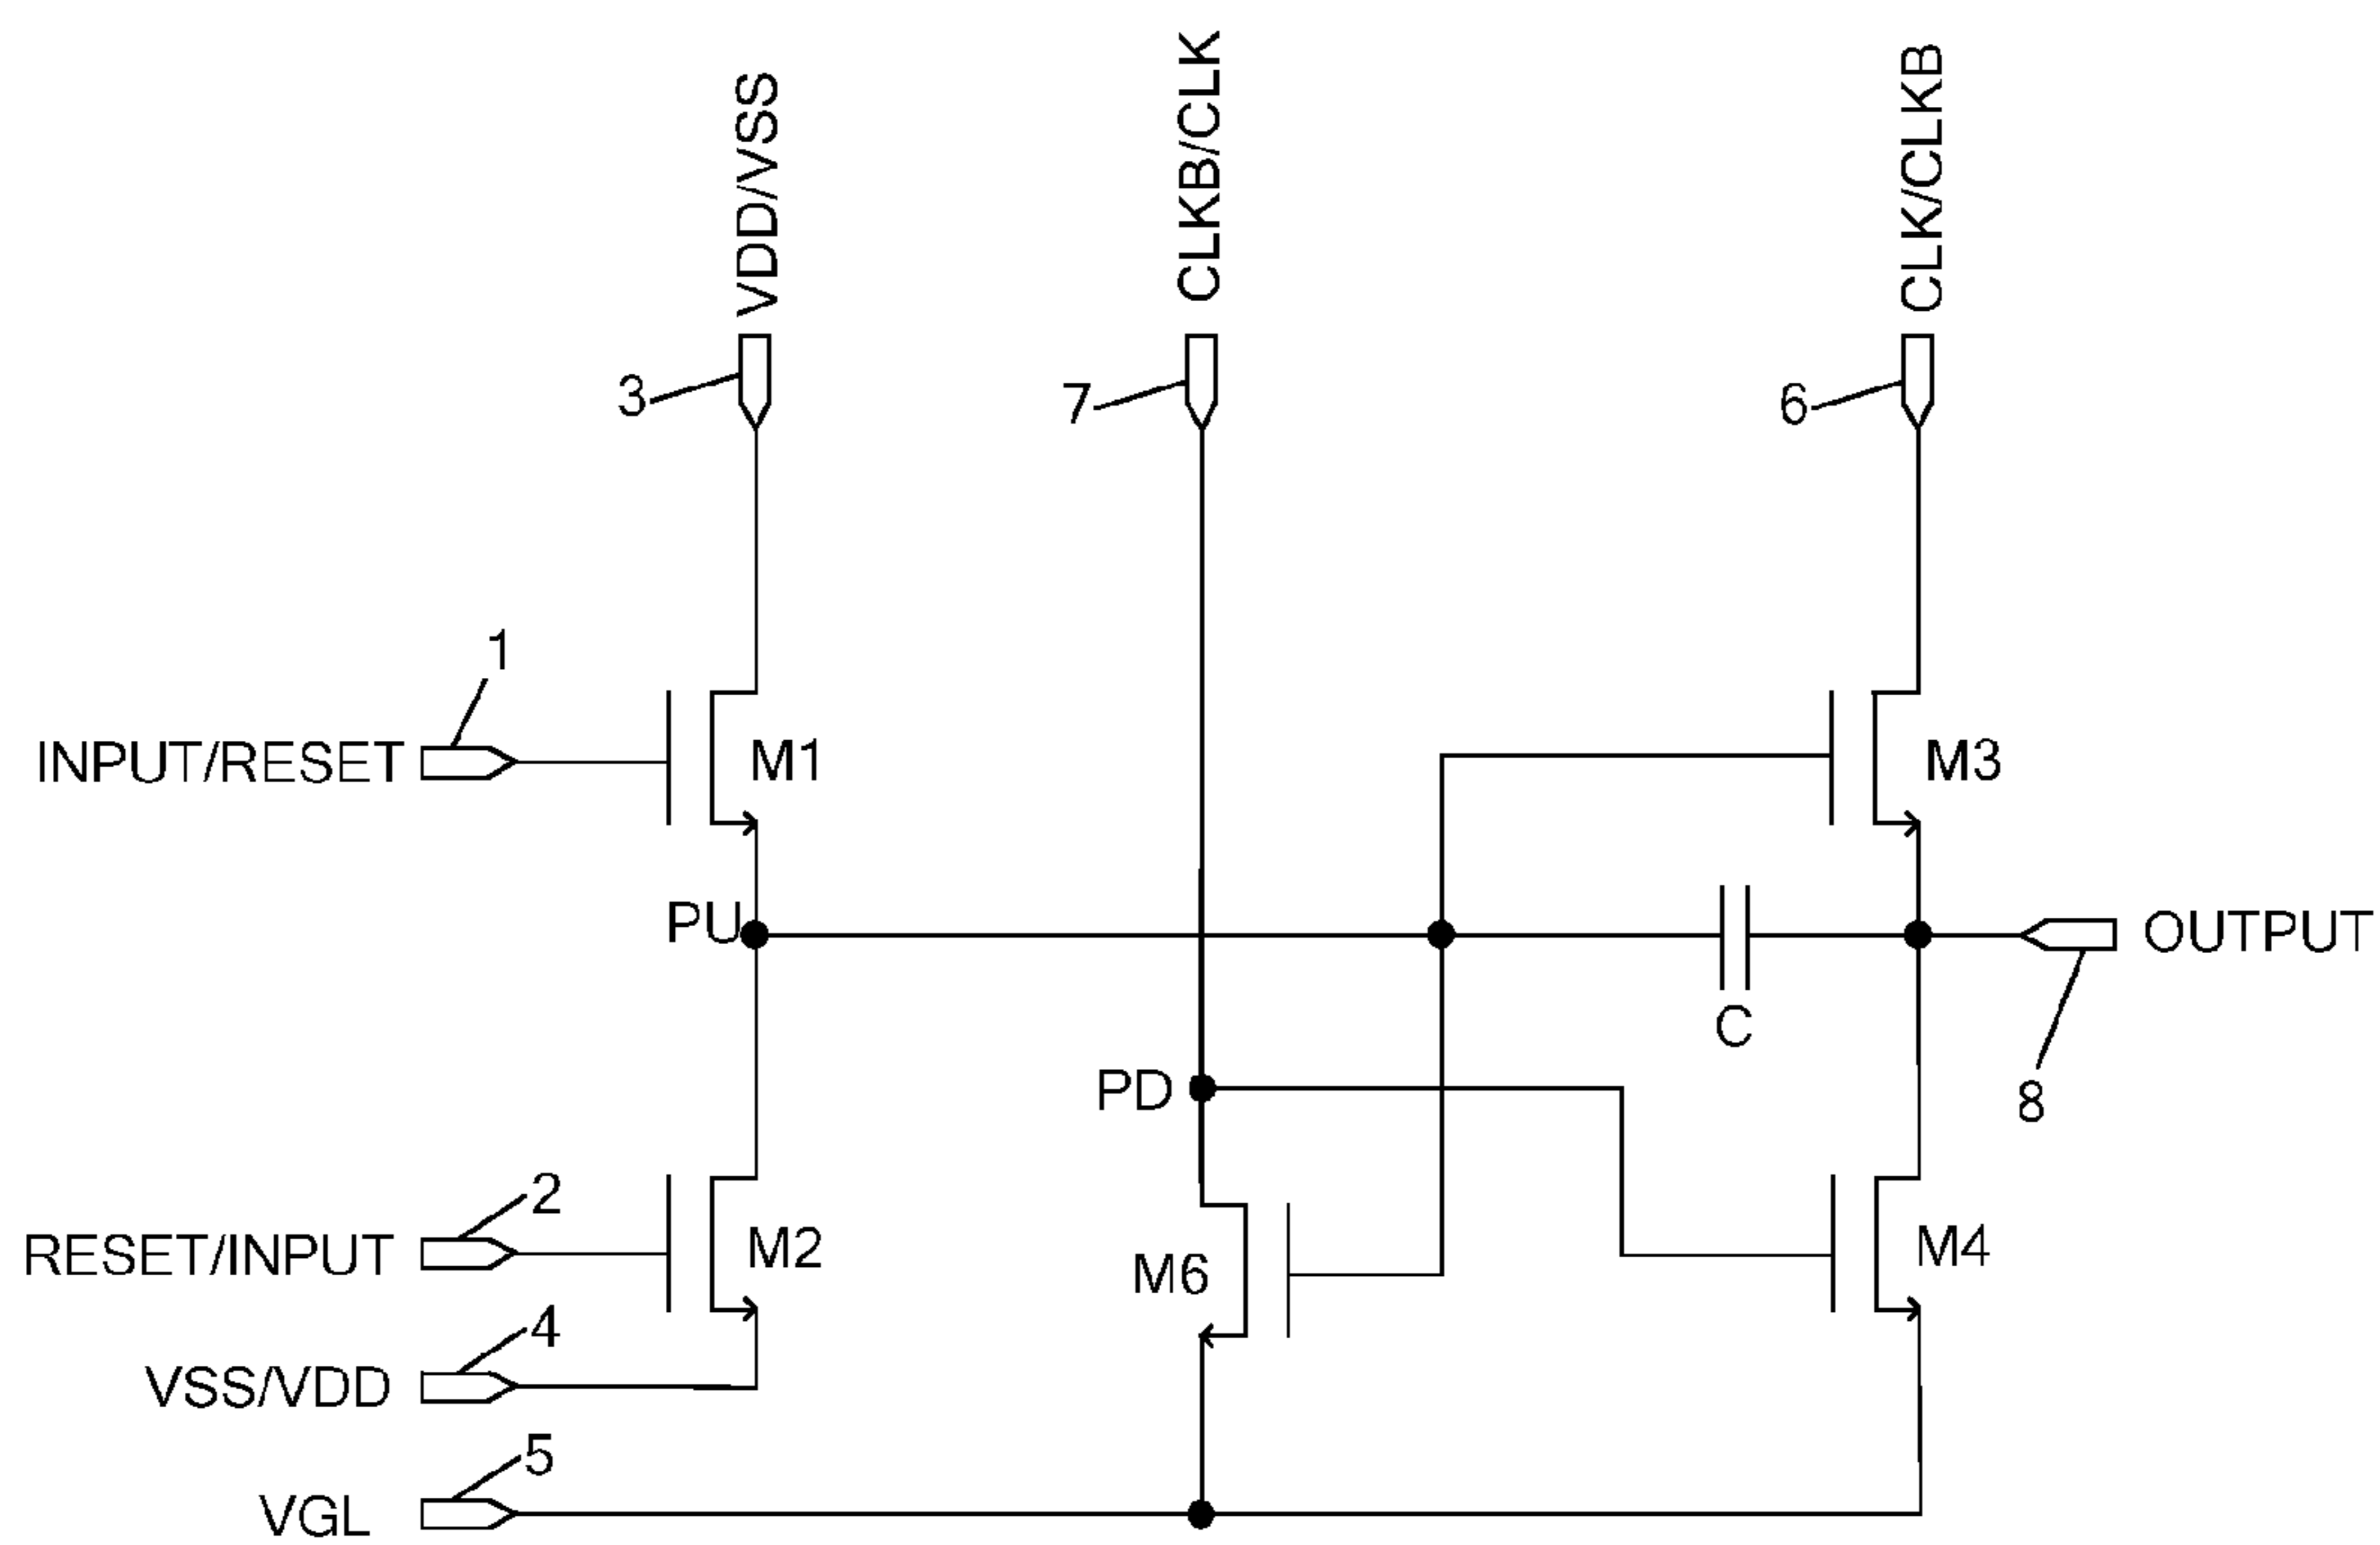 VDD/VSS
CLKB/CLK
CLK/CLKB
3
7
6
1
INPUT/RESET
M1
M3
PU
OUTPUT
C
PD
8
2
RESET/INPUT
M2
M6
M4
4
VSS/VDD
5
VGL